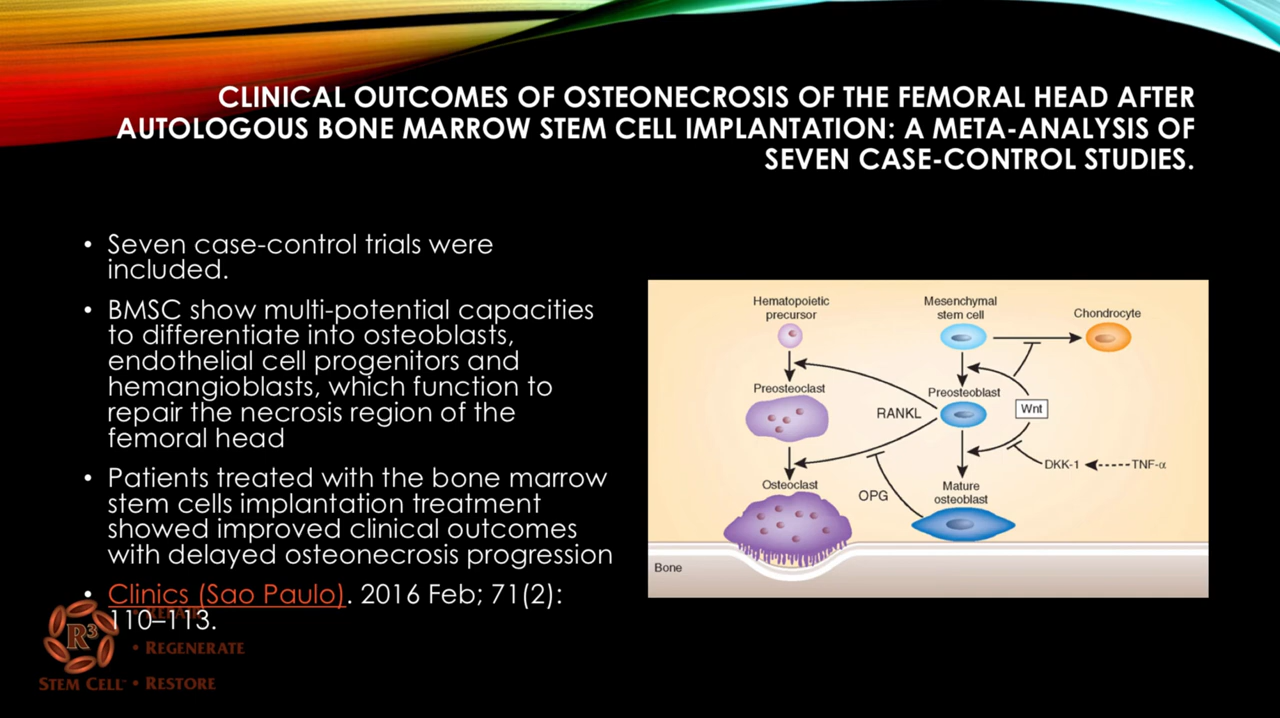 CLINICAL OUTCOMES OF OSTEONECROSIS OF THE FEMORAL HEAD AFTER
AUTOLOGOUS BONE MARROW STEM CELL IMPLANTATION: A META-ANALYSIS OF
SEVEN CASE-CONTROL STUDIES.
• Seven case-control trials were
included.
• BMSC show multi-potential capacities
to differentiate into osteoblasts,
endothelial cell progenitors and
hemangioblasts, which function to
repair the necrosis region of the
femoral head
• Patients treated with the bone marrow
stem cells implantation treatment
showed improved clinical outcomes
with delayed osteonecrosis progression
• Clinics (Sao Paulo). 2016 Feb; 71(2):
110–113.
Hematopoietic
precursor
Mesenchymal
stem cell
Chondrocyte
Preosteoclast
Preosteoblast
RANKL
Wnt
DKK-1
TNF-α
Osteoclast
OPG
Mature
osteoblast
Bone
R3
• REGENERATE
STEM CELL™ • RESTORE